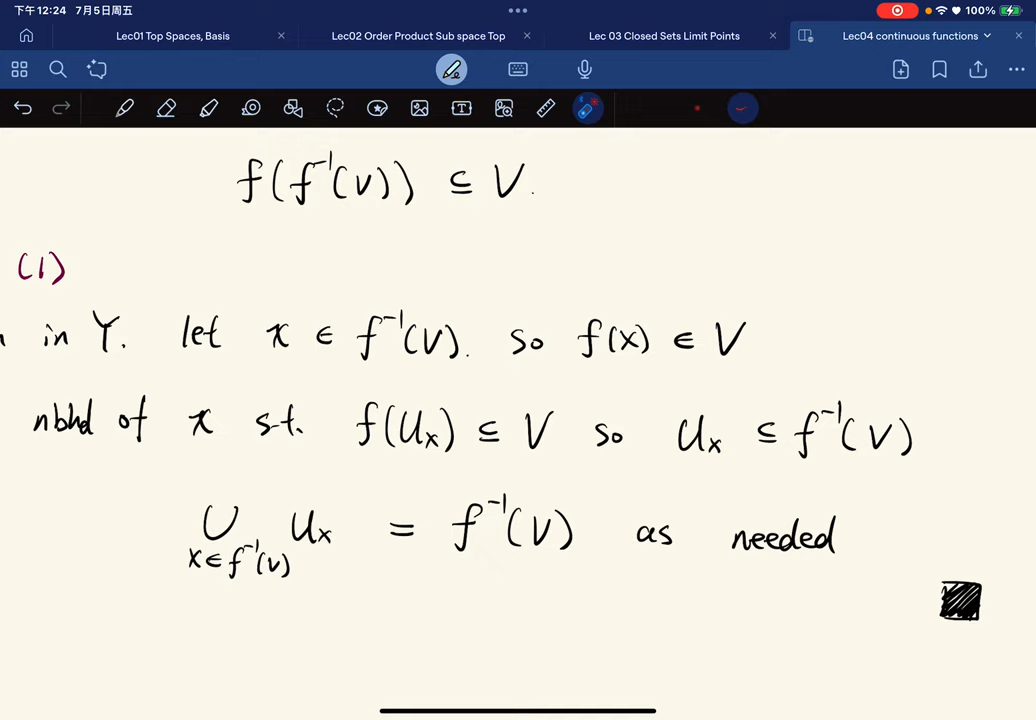 下午12:24 7月5日周五
100%
Lec01 Top Spaces, Basis
Lec02 Order Product Sub space Top
Lec 03 Closed Sets Limit Points
Lec04 continuous functions
f(f⁻¹(V)) ⊆ V.
(1)
in Y. let x ∈ f⁻¹(V). so f(x) ∈ V
nbhd of x s.t. f(Uₓ) ⊆ V so Uₓ ⊆ f⁻¹(V)
∪ Uₓ = f⁻¹(V) as needed
x∈f⁻¹(V)